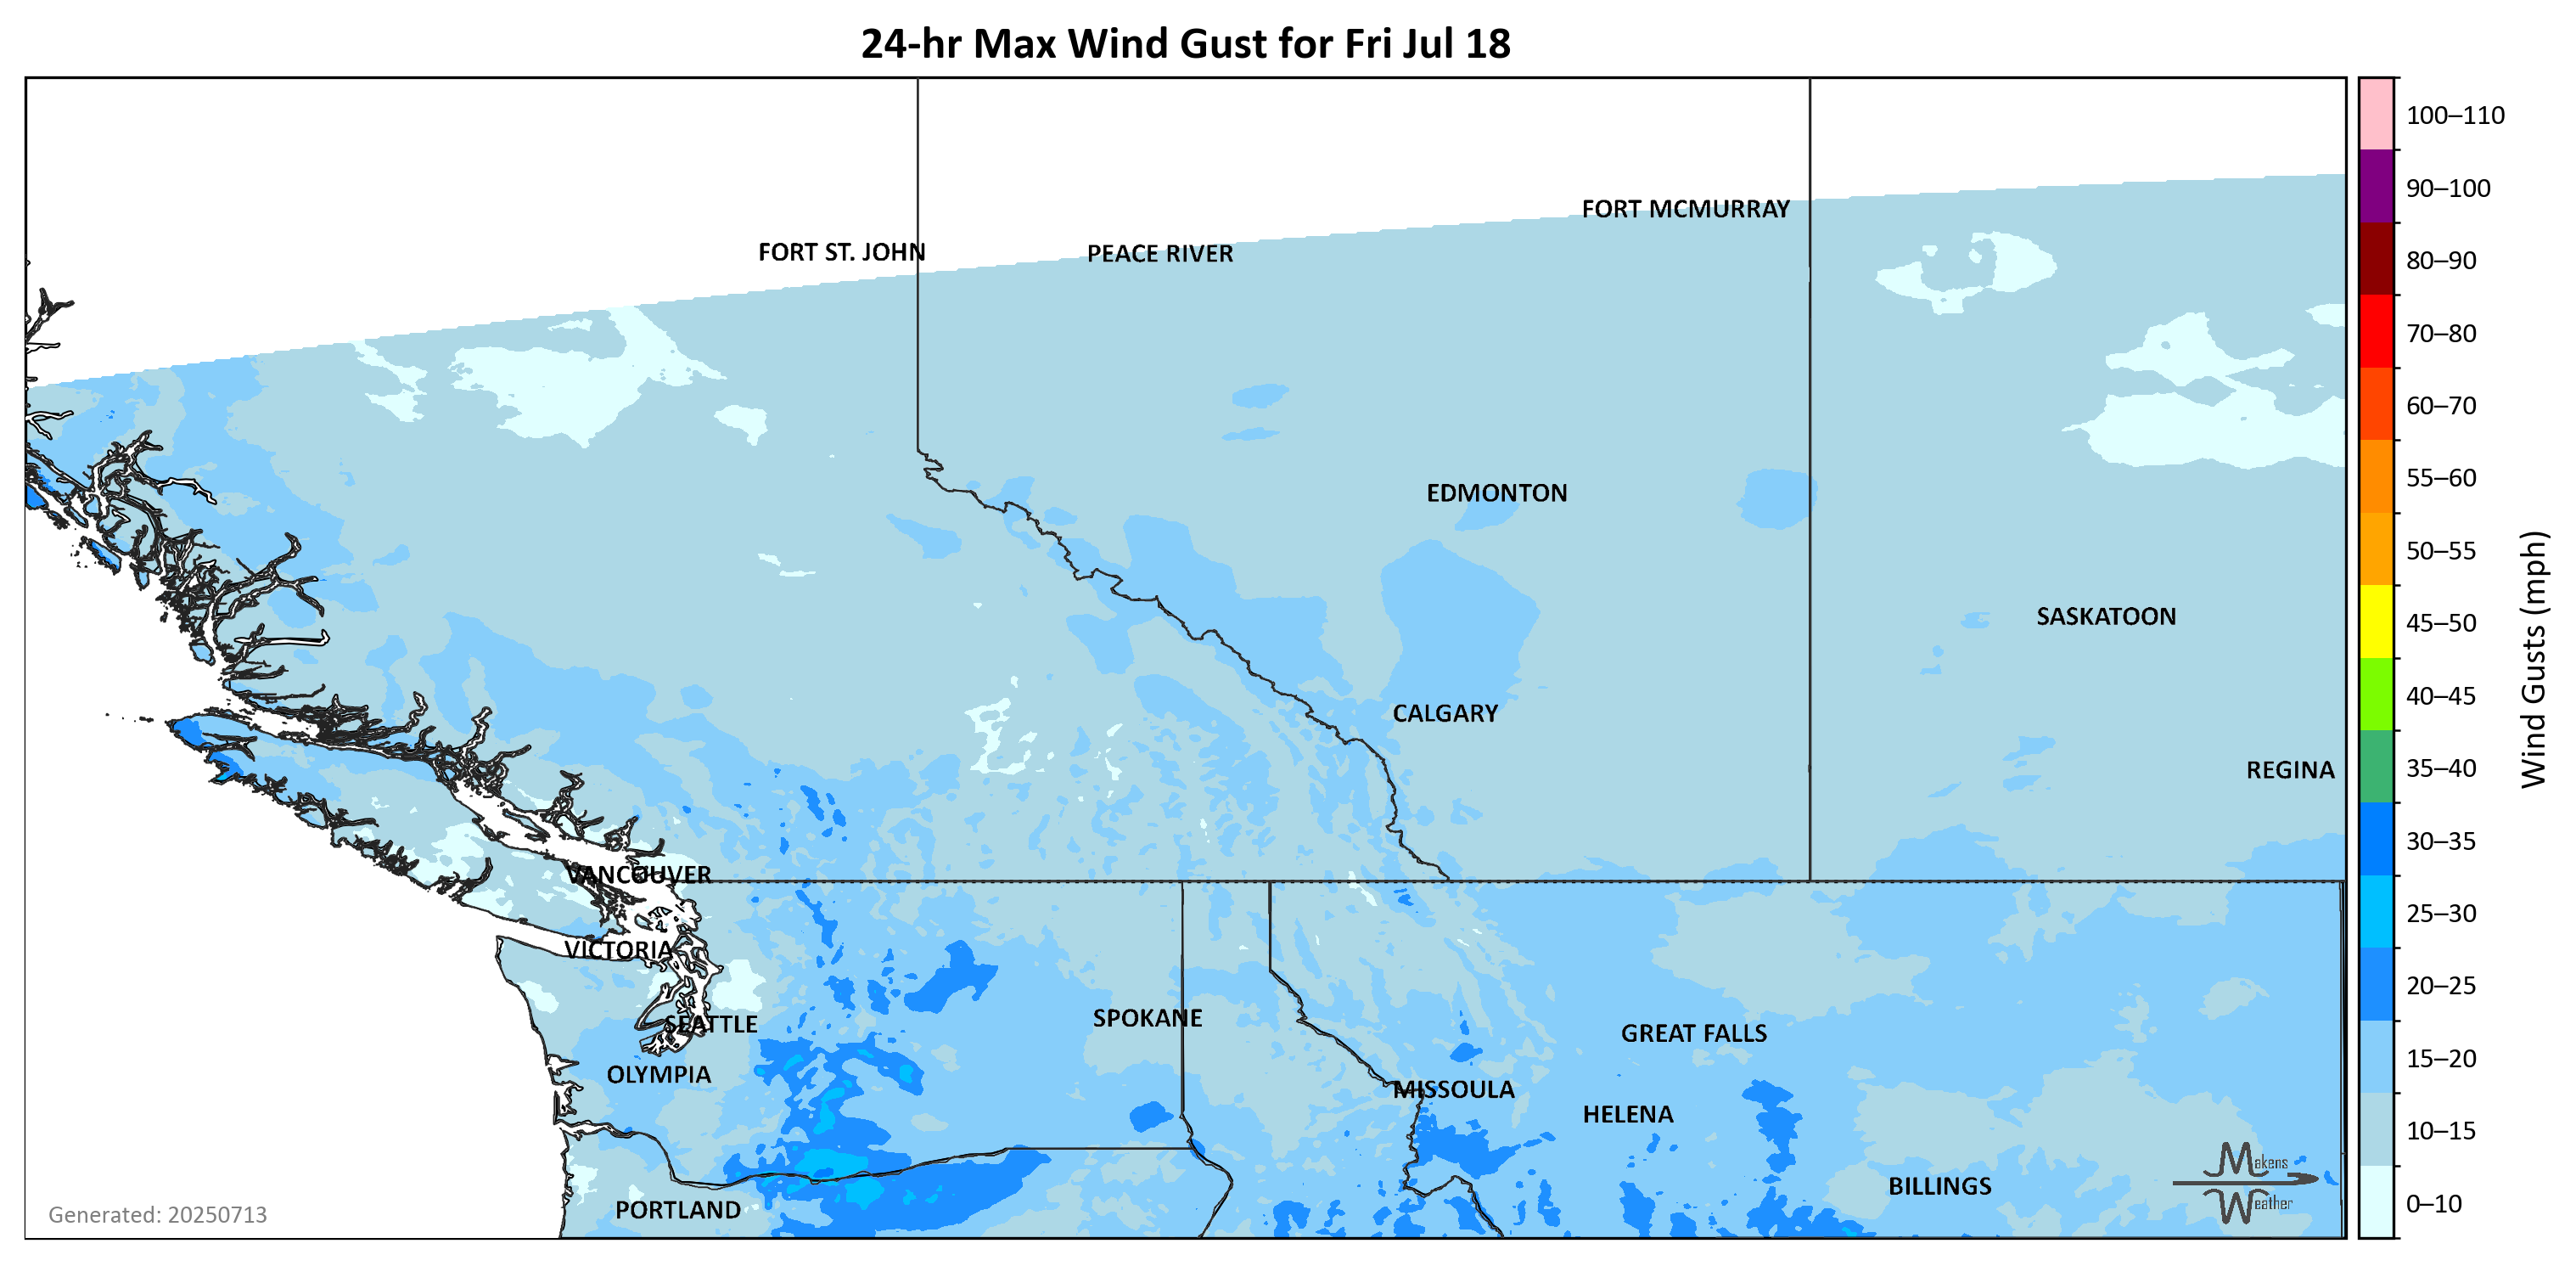 24-hr Max Wind Gust for Fri Jul 18
100–110
90–100
80–90
70–80
60–70
55–60
50–55
45–50
40–45
35–40
30–35
25–30
20–25
15–20
10–15
0–10
Wind Gusts (mph)
FORT MCMURRAY
FORT ST. JOHN
PEACE RIVER
EDMONTON
SASKATOON
CALGARY
REGINA
VANCOUVER
VICTORIA
SEATTLE
SPOKANE
GREAT FALLS
OLYMPIA
MISSOULA
HELENA
BILLINGS
PORTLAND
Makens
Weather
Generated: 20250713